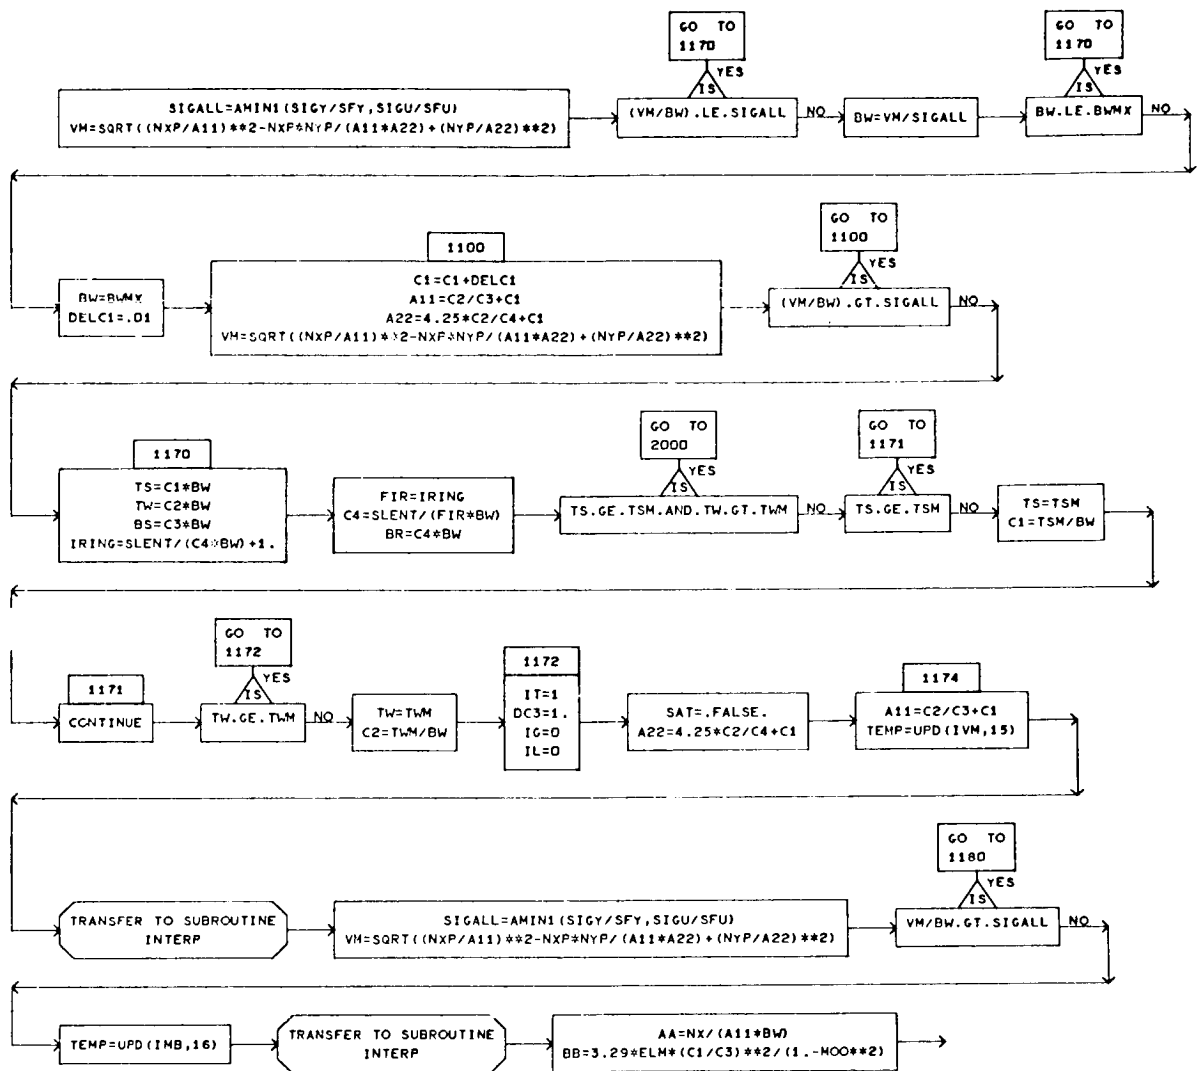 GO TO
1170
YES
IS
GO TO
1170
YES
IS
SIGALL=AMIN1(SIGY/SFY,SIGU/SFU)
VM=SQRT((NXP/A11)**2-NXP*NYP/(A11*A22)+(NYP/A22)**2)
(VM/BW).LE.SIGALL
NO
BW=VM/SIGALL
BW.LE.BWMX
NO
GO TO
1100
YES
IS
1100
BW=BWMX
DELC1=.01
C1=C1+DELC1
A11=C2/C3+C1
A22=4.25*C2/C4+C1
VM=SQRT((NXP/A11)**2-NXP*NYP/(A11*A22)+(NYP/A22)**2)
(VM/BW).GT.SIGALL
NO
GO TO
2000
YES
IS
GO TO
1171
YES
IS
1170
TS=C1*BW
TW=C2*BW
BS=C3*BW
IRING=SLENT/(C4*BW)+1.
FIR=IRING
C4=SLENT/(FIR*BW)
BR=C4*BW
TS.GE.TSM.AND.TW.GT.TWM
NO
TS.GE.TSM
NO
TS=TSM
C1=TSM/BW
GO TO
1172
YES
IS
1171
CONTINUE
TW.GE.TWM
NO
TW=TWM
C2=TWM/BW
1172
IT=1
DC3=1.
IG=0
IL=0
SAT=.FALSE.
A22=4.25*C2/C4+C1
1174
A11=C2/C3+C1
TEMP=UPD(IVM,15)
GO TO
1180
YES
IS
TRANSFER TO SUBROUTINE
INTERP
SIGALL=AMIN1(SIGY/SFY,SIGU/SFU)
VM=SQRT((NXP/A11)**2-NXP*NYP/(A11*A22)+(NYP/A22)**2)
VM/BW.GT.SIGALL
NO
TEMP=UPD(IMB,16)
TRANSFER TO SUBROUTINE
INTERP
AA=NX/(A11*BW)
BB=3.29*ELM*(C1/C3)**2/(1.-MOO**2)